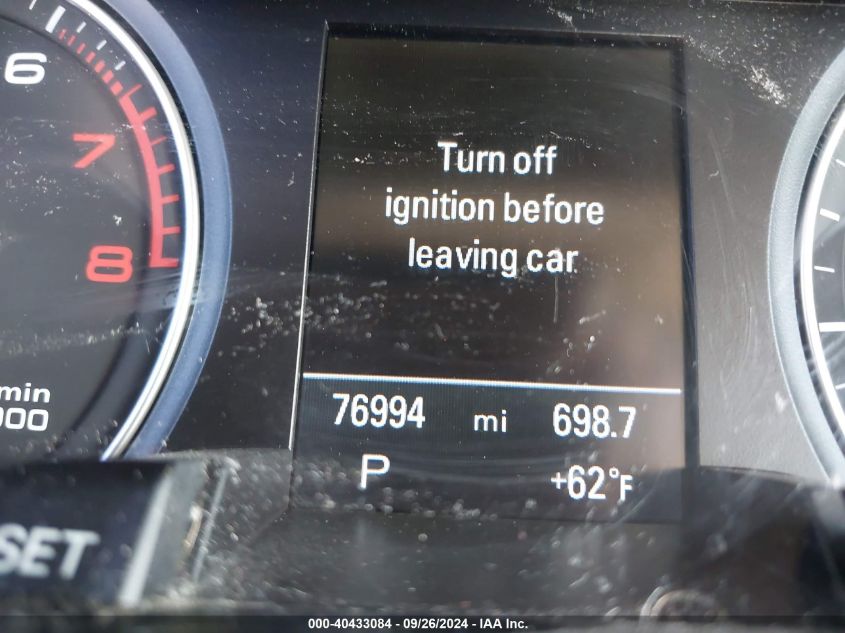 6
7
8
min
000
Turn off
ignition before
leaving car
76994 mi 698.7
P +62°F
SET
000-40433084 - 09/26/2024 - IAA Inc.